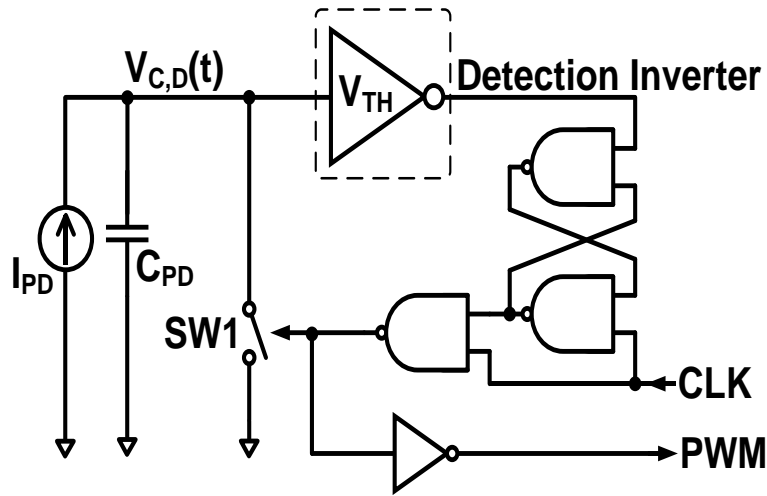 V_C,D(t)
V_TH
Detection Inverter
I_PD
C_PD
SW1
CLK
PWM